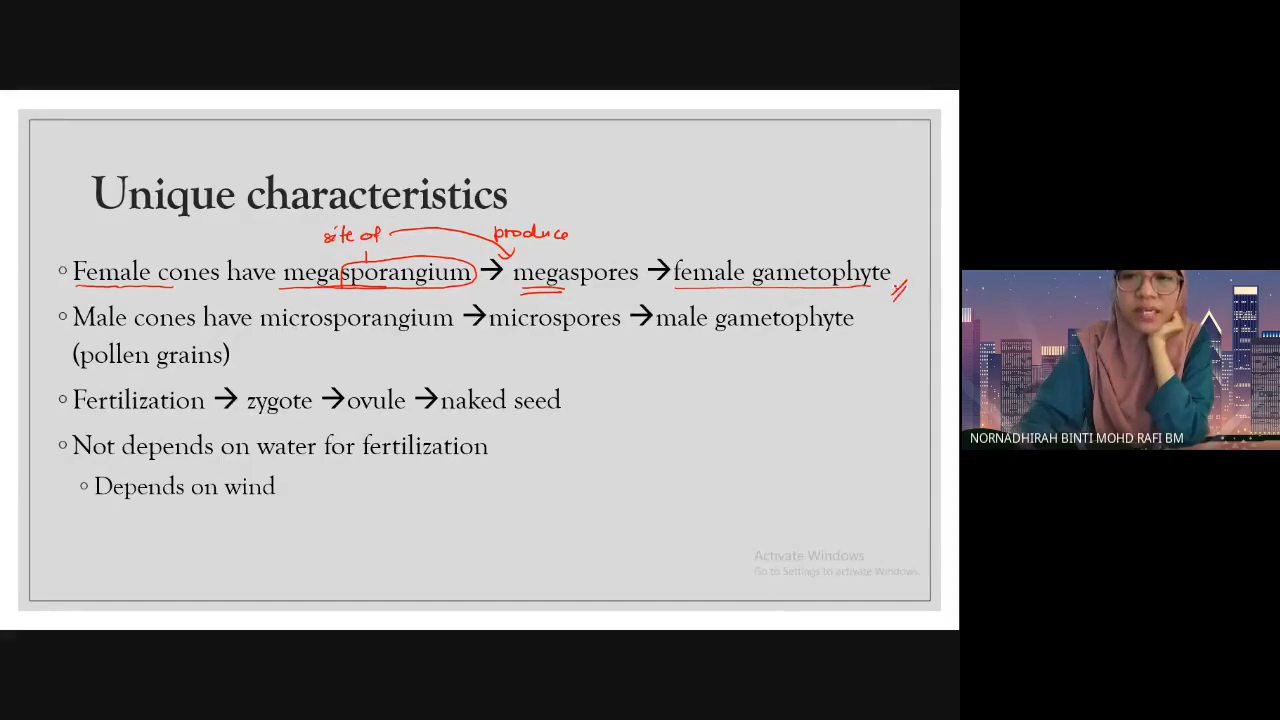 Unique characteristics
site of produce
◦ Female cones have megasporangium → megaspores → female gametophyte
◦ Male cones have microsporangium → microspores → male gametophyte
(pollen grains)
◦ Fertilization → zygote → ovule → naked seed
◦ Not depends on water for fertilization
◦ Depends on wind
Activate Windows
Go to Settings to activate Windows.
NORNADHIRAH BINTI MOHD RAFI BM